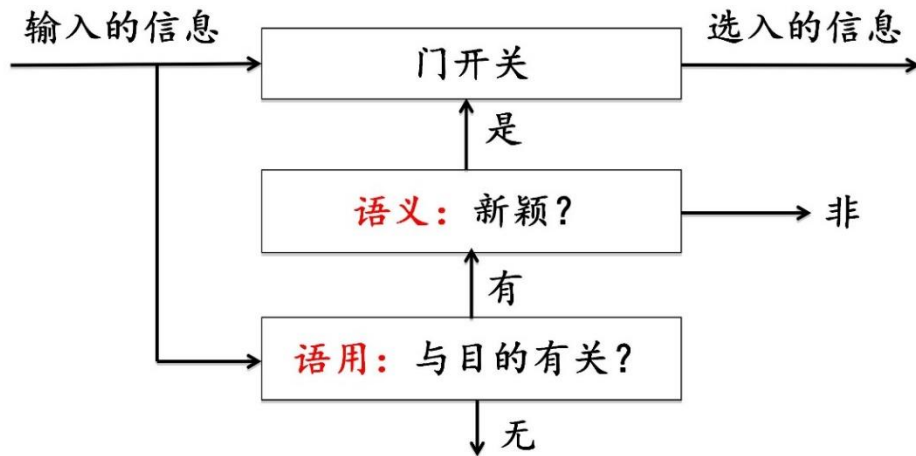 输入的信息
选入的信息
门开关
是
语义：新颖？
非
有
语用：与目的有关？
无